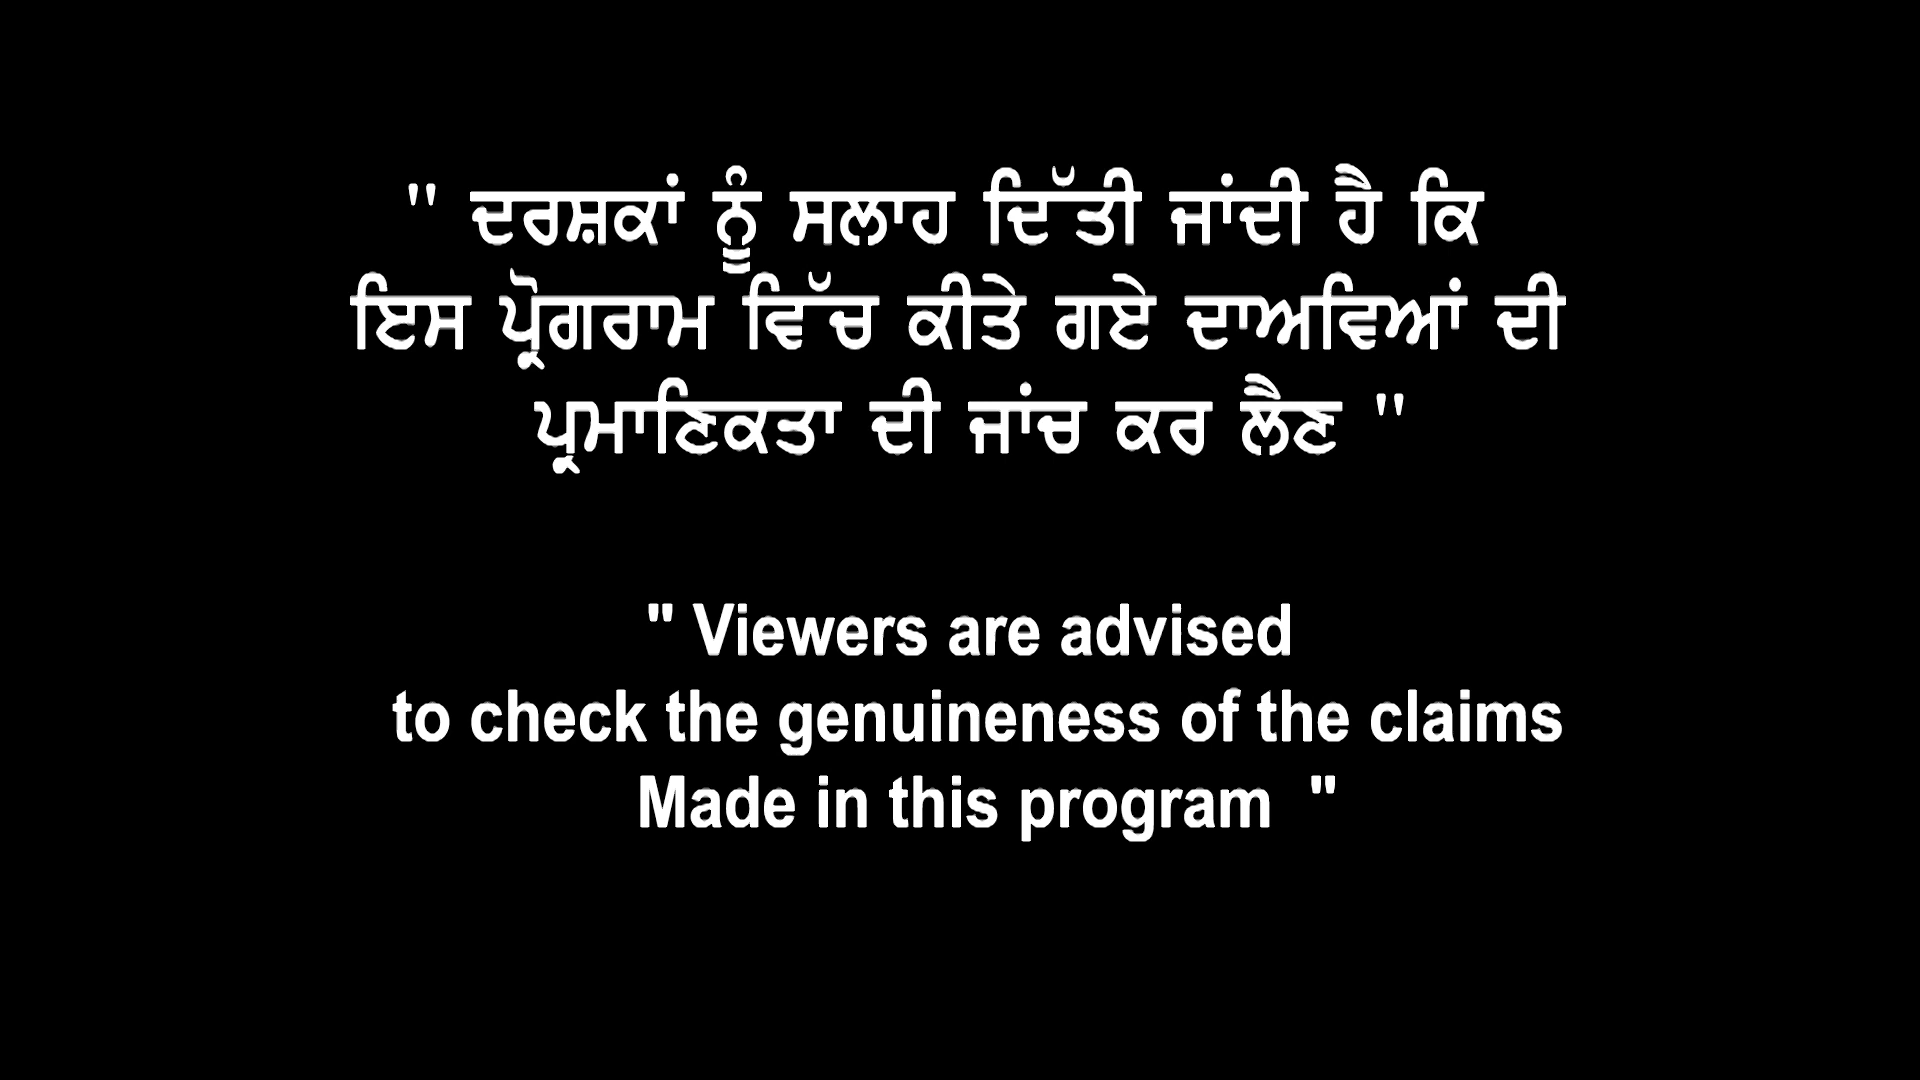 " ਦਰਸ਼ਕਾਂ ਨੂੰ ਸਲਾਹ ਦਿੱਤੀ ਜਾਂਦੀ ਹੈ ਕਿ
ਇਸ ਪ੍ਰੋਗਰਾਮ ਵਿੱਚ ਕੀਤੇ ਗਏ ਦਾਅਵਿਆਂ ਦੀ
ਪ੍ਰਮਾਣਿਕਤਾ ਦੀ ਜਾਂਚ ਕਰ ਲੈਣ "
" Viewers are advised
to check the genuineness of the claims
Made in this program "